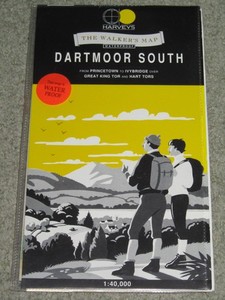 HARVEYS
THE WALKER'S MAP
DARTMOOR SOUTH
FROM PRINCETOWN TO IVYBRIDGE OVER
GREAT KING TOR AND HART TORS
WATER
PROOF
1:40,000